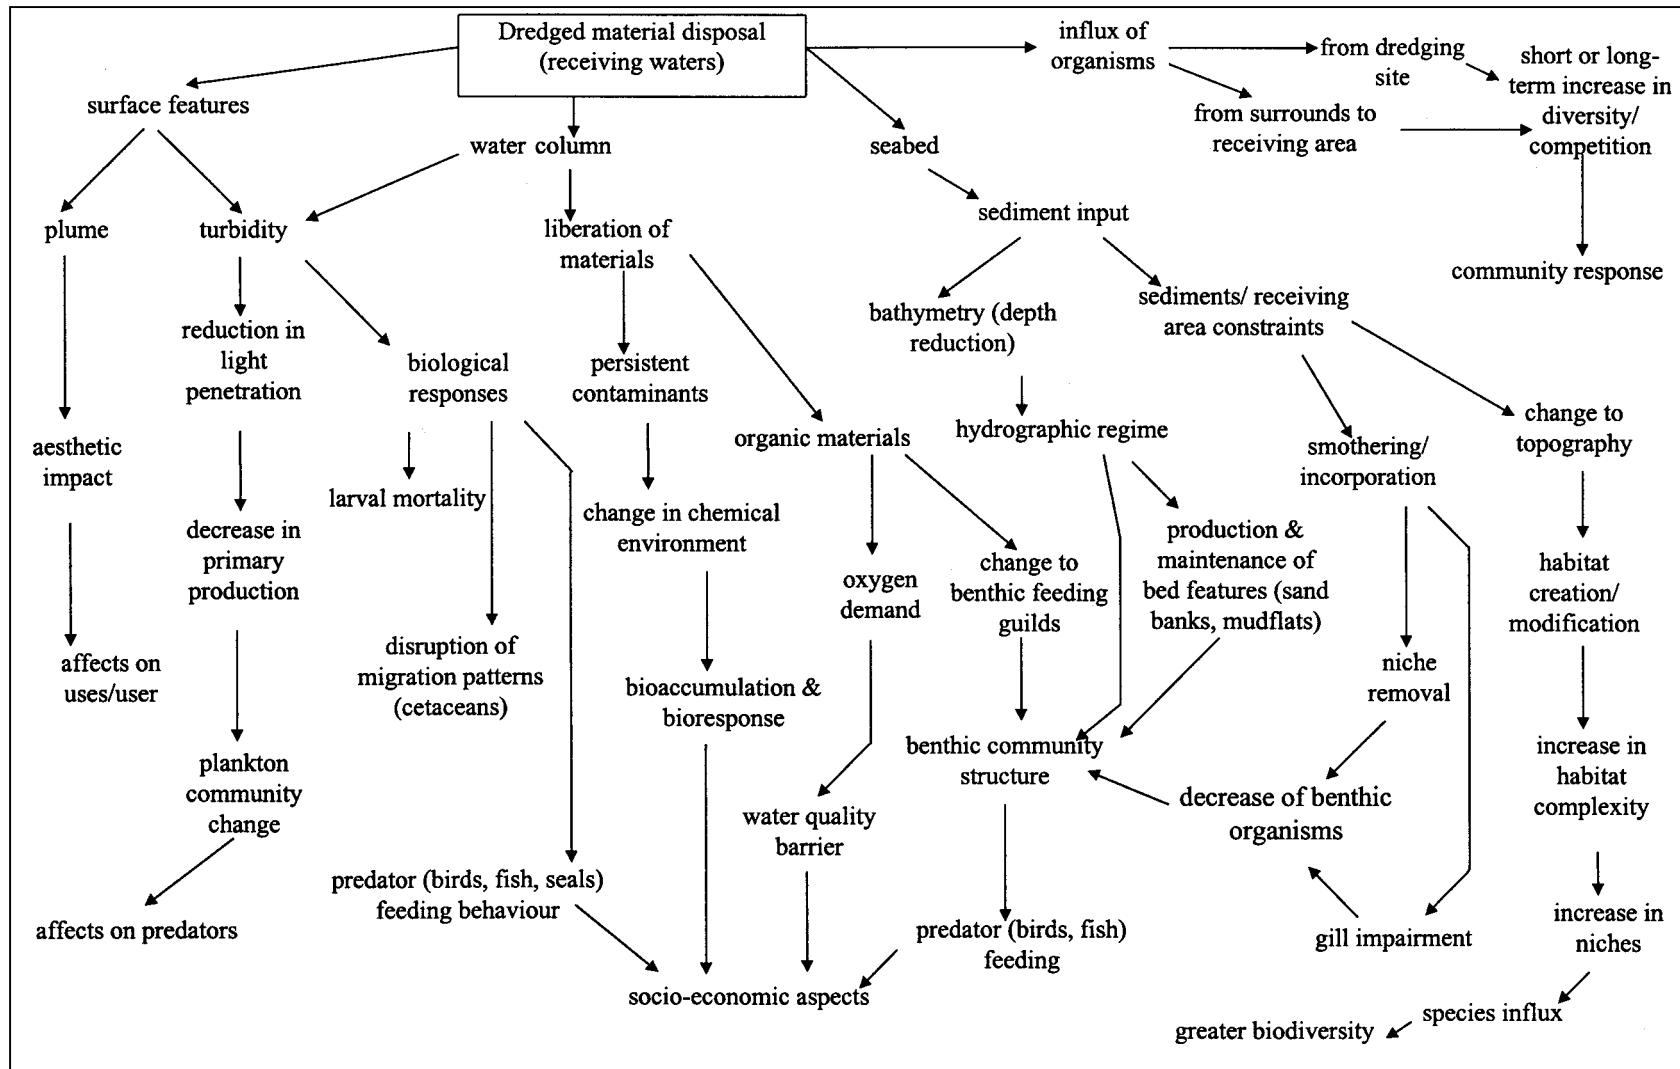 Dredged material disposal
(receiving waters)
influx of
organisms
from dredging
site
short or long-
term increase in
diversity/
competition
surface features
from surrounds to
receiving area
water column
seabed
sediment input
plume
turbidity
liberation of
materials
community response
sediments/ receiving
area constraints
bathymetry (depth
reduction)
reduction in
light
penetration
biological
responses
persistent
contaminants
change to
topography
aesthetic
impact
organic materials
hydrographic regime
smothering/
incorporation
larval mortality
change in chemical
environment
decrease in
primary
production
production &
maintenance of
bed features (sand
banks, mudflats)
change to
benthic feeding
guilds
oxygen
demand
habitat
creation/
modification
affects on
uses/user
disruption of
migration patterns
(cetaceans)
niche
removal
bioaccumulation &
bioresponse
benthic community
structure
increase in
habitat
complexity
plankton
community
change
decrease of benthic
organisms
water quality
barrier
predator (birds, fish, seals)
feeding behaviour
affects on predators
predator (birds, fish)
feeding
gill impairment
increase in
niches
socio-economic aspects
species influx
greater biodiversity